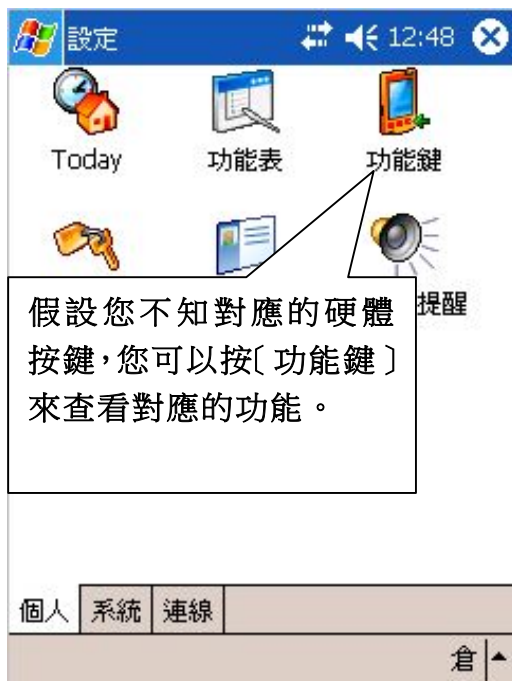 設定 12:48
Today 功能表 功能鍵
提醒
假設您不知對應的硬體
按鍵，您可以按〔功能鍵〕
來查看對應的功能。
個人 系統 連線
倉